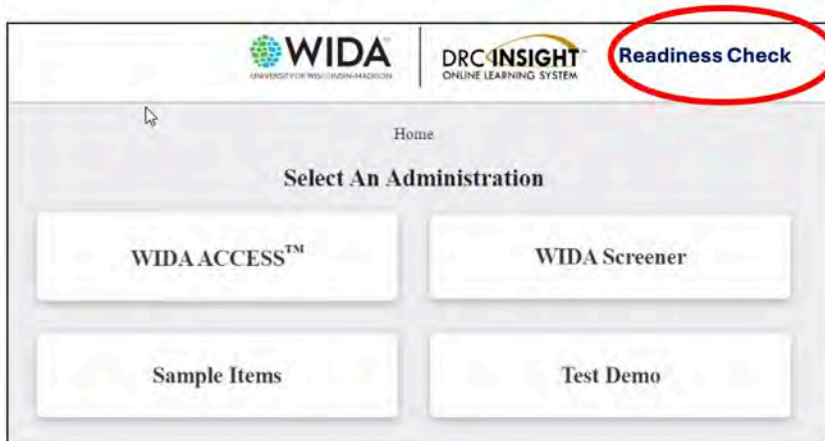 WIDA
UNIVERSITY OF WISCONSIN–MADISON
DRC INSIGHT™
ONLINE LEARNING SYSTEM
Readiness Check
Home
Select An Administration
WIDA ACCESS™
WIDA Screener
Sample Items
Test Demo